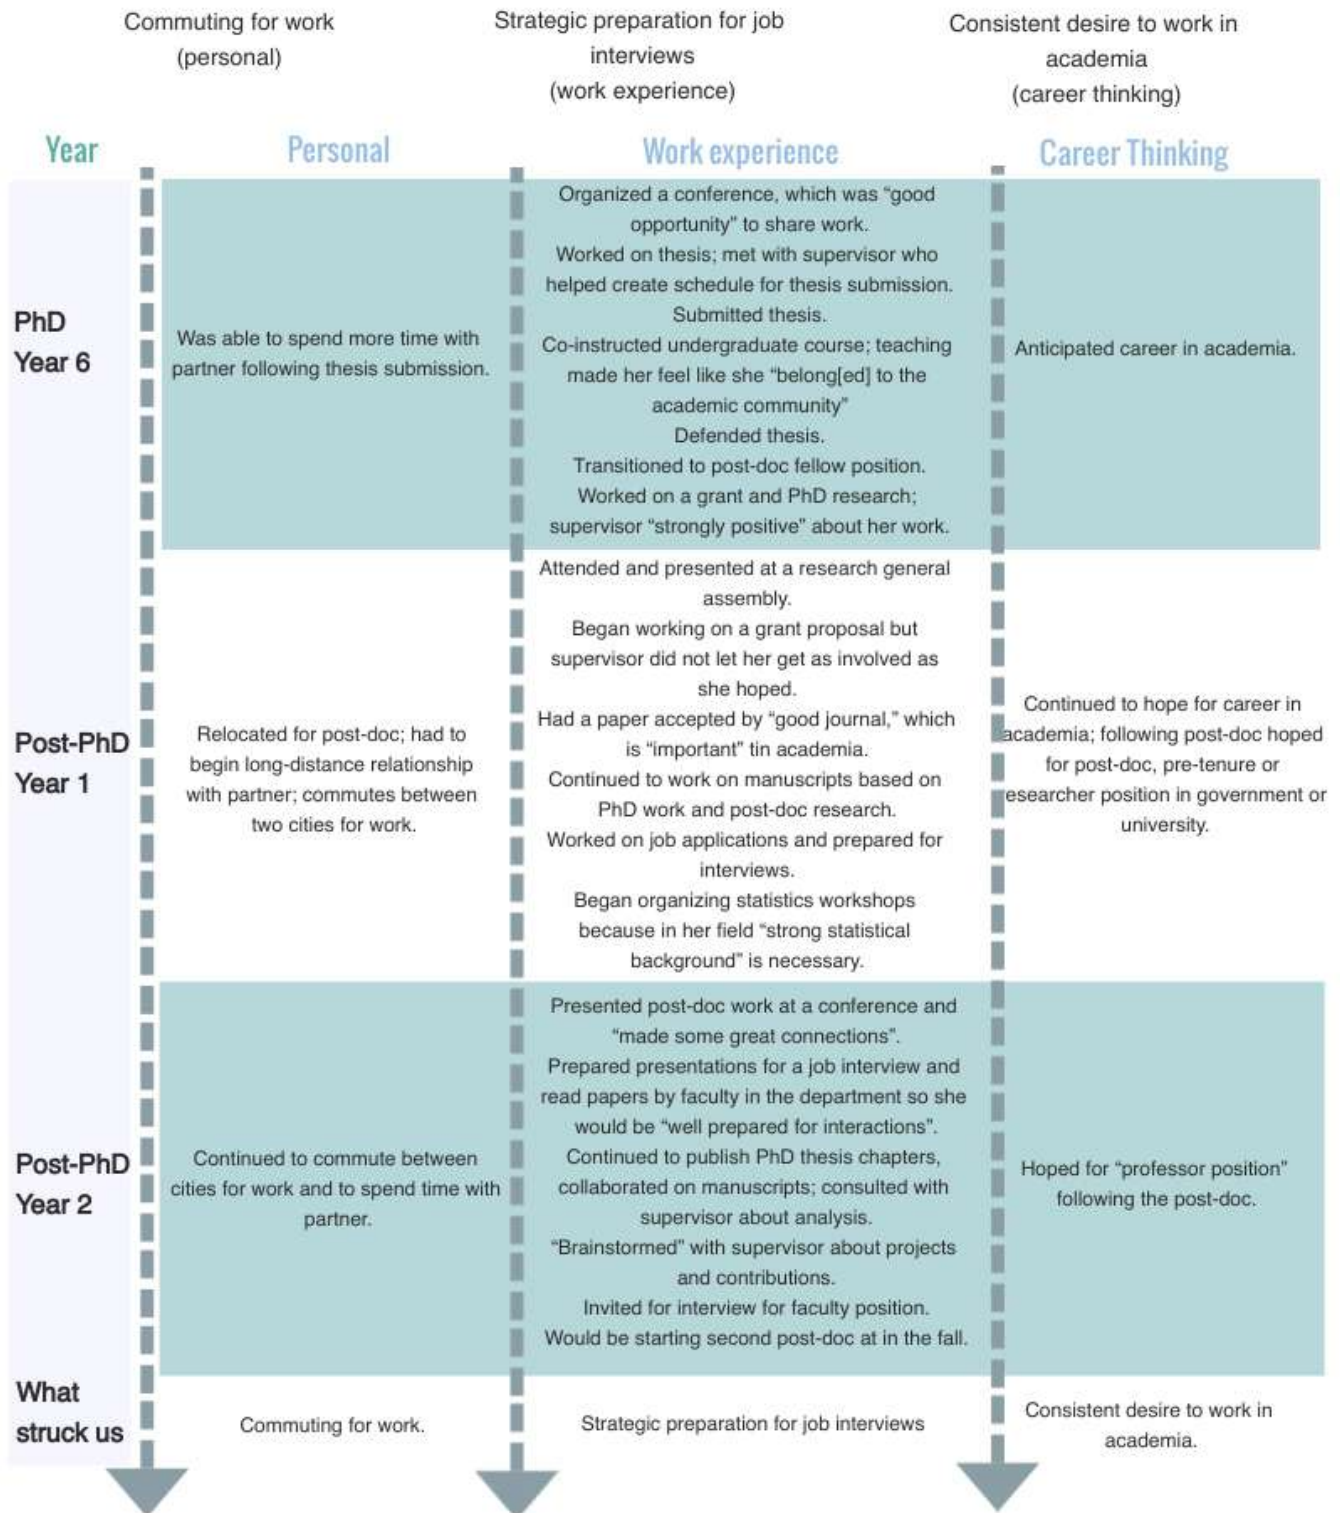 Commuting for work
(personal)
Strategic preparation for job
interviews
(work experience)
Consistent desire to work in
academia
(career thinking)
Year
Personal
Work experience
Career Thinking
PhD
Year 6
Was able to spend more time with
partner following thesis submission.
Organized a conference, which was “good
opportunity” to share work.
Worked on thesis; met with supervisor who
helped create schedule for thesis submission.
Submitted thesis.
Co-instructed undergraduate course; teaching
made her feel like she “belong[ed] to the
academic community”
Defended thesis.
Transitioned to post-doc fellow position.
Worked on a grant and PhD research;
supervisor “strongly positive” about her work.
Anticipated career in academia.
Post-PhD
Year 1
Relocated for post-doc; had to
begin long-distance relationship
with partner; commutes between
two cities for work.
Attended and presented at a research general
assembly.
Began working on a grant proposal but
supervisor did not let her get as involved as
she hoped.
Had a paper accepted by “good journal,” which
is “important” tin academia.
Continued to work on manuscripts based on
PhD work and post-doc research.
Worked on job applications and prepared for
interviews.
Began organizing statistics workshops
because in her field “strong statistical
background” is necessary.
Continued to hope for career in
academia; following post-doc hoped
for post-doc, pre-tenure or
researcher position in government or
university.
Post-PhD
Year 2
Continued to commute between
cities for work and to spend time with
partner.
Presented post-doc work at a conference and
“made some great connections”.
Prepared presentations for a job interview and
read papers by faculty in the department so she
would be “well prepared for interactions”.
Continued to publish PhD thesis chapters,
collaborated on manuscripts; consulted with
supervisor about analysis.
“Brainstormed” with supervisor about projects
and contributions.
Invited for interview for faculty position.
Would be starting second post-doc at in the fall.
Hoped for “professor position”
following the post-doc.
What
struck us
Commuting for work.
Strategic preparation for job interviews
Consistent desire to work in
academia.